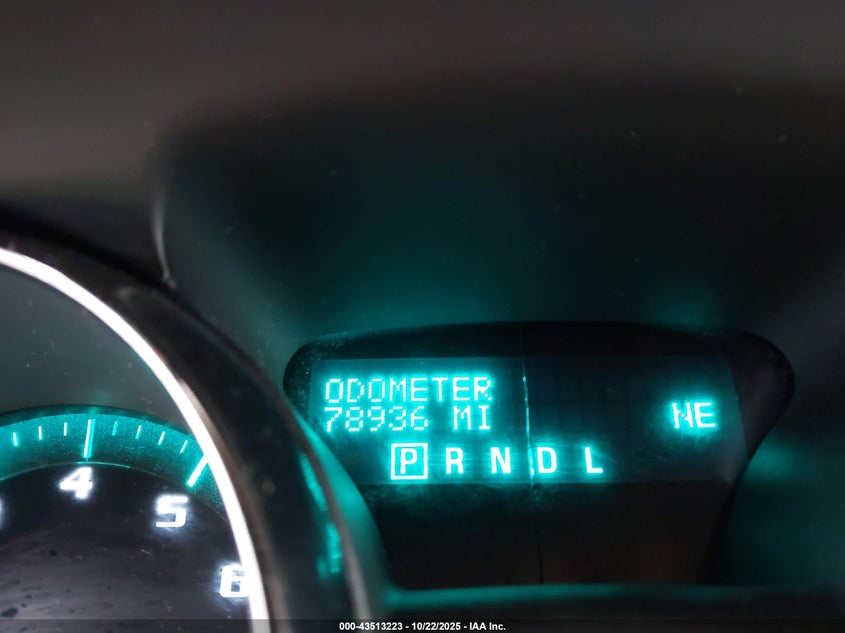 ODOMETER
78936 MI
NE
P R N D L
4
5
6
000-43513223 - 10/22/2025 - IAA Inc.